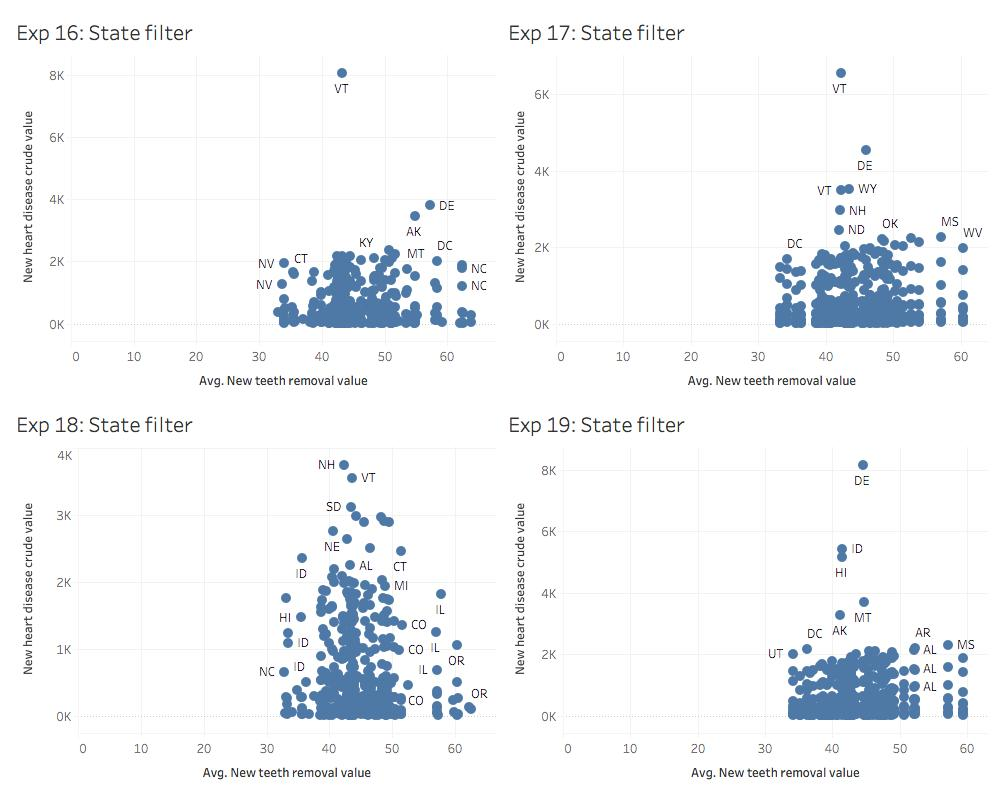 Exp 16: State filter
New heart disease crude value
8K
6K
4K
2K
0K
VT
DE
AK
KY
DC
MT
NV
CT
NC
NV
NC
0 10 20 30 40 50 60
Avg. New teeth removal value
Exp 17: State filter
New heart disease crude value
6K
4K
2K
0K
VT
DE
VT
WY
NH
OK
MS
ND
WV
DC
0 10 20 30 40 50 60
Avg. New teeth removal value
Exp 18: State filter
New heart disease crude value
4K
3K
2K
1K
0K
NH
VT
SD
NE
ID
AL
CT
MI
IL
HI
CO
ID
CO
IL
OR
NC
ID
IL
CO
OR
0 10 20 30 40 50 60
Avg. New teeth removal value
Exp 19: State filter
New heart disease crude value
8K
6K
4K
2K
0K
DE
ID
HI
MT
DC
AK
AR
UT
AL
MS
AL
AL
0 10 20 30 40 50 60
Avg. New teeth removal value